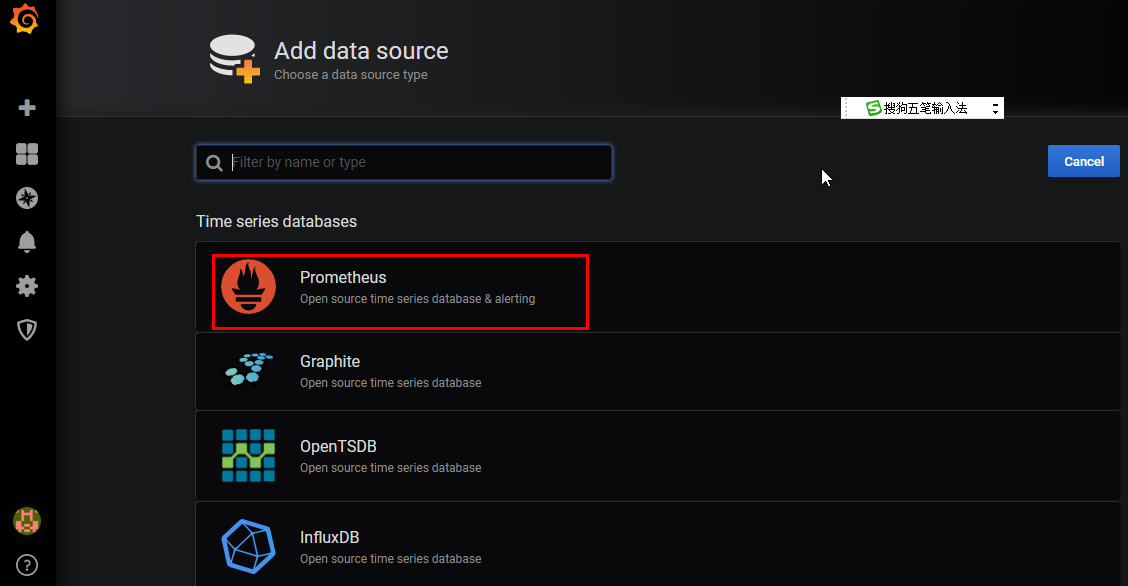 Add data source
Choose a data source type
搜狗五笔输入法
Filter by name or type
Cancel
Time series databases
Prometheus
Open source time series database & alerting
Graphite
Open source time series database
OpenTSDB
Open source time series database
InfluxDB
Open source time series database